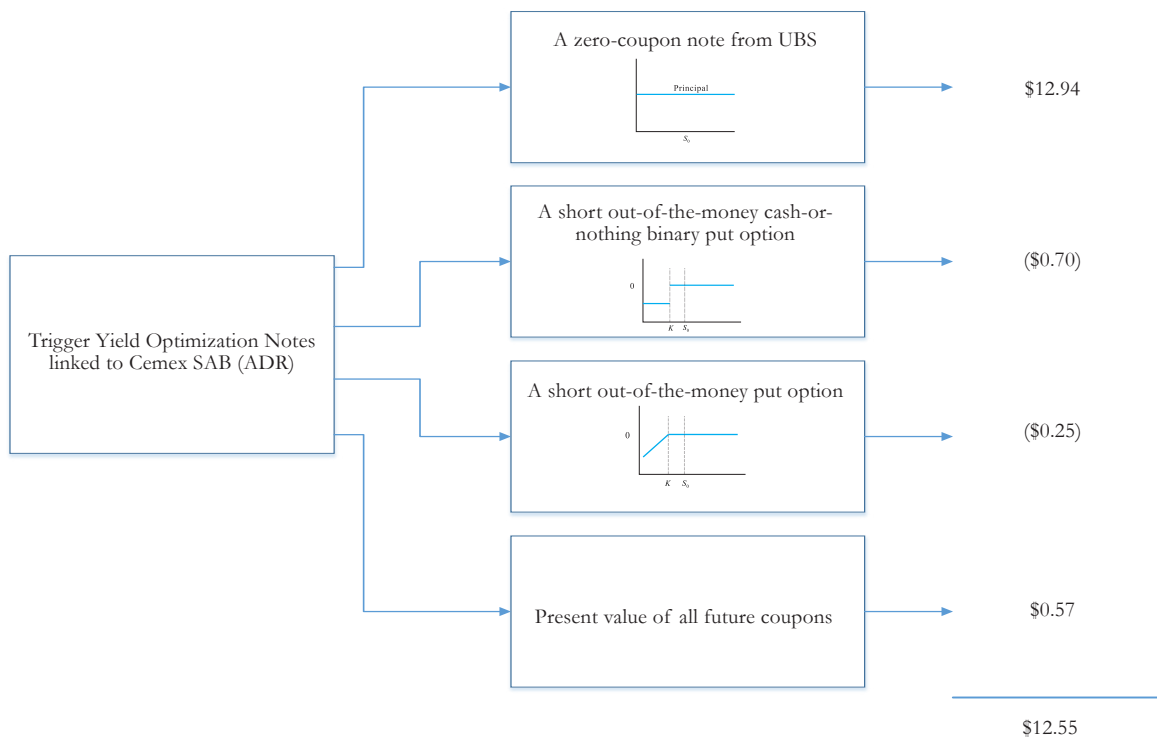 A zero-coupon note from UBS
Principal
S₀
$12.94
A short out-of-the-money cash-or-
nothing binary put option
0
K
S₀
($0.70)
Trigger Yield Optimization Notes
linked to Cemex SAB (ADR)
A short out-of-the-money put option
0
K
S₀
($0.25)
Present value of all future coupons
$0.57
$12.55